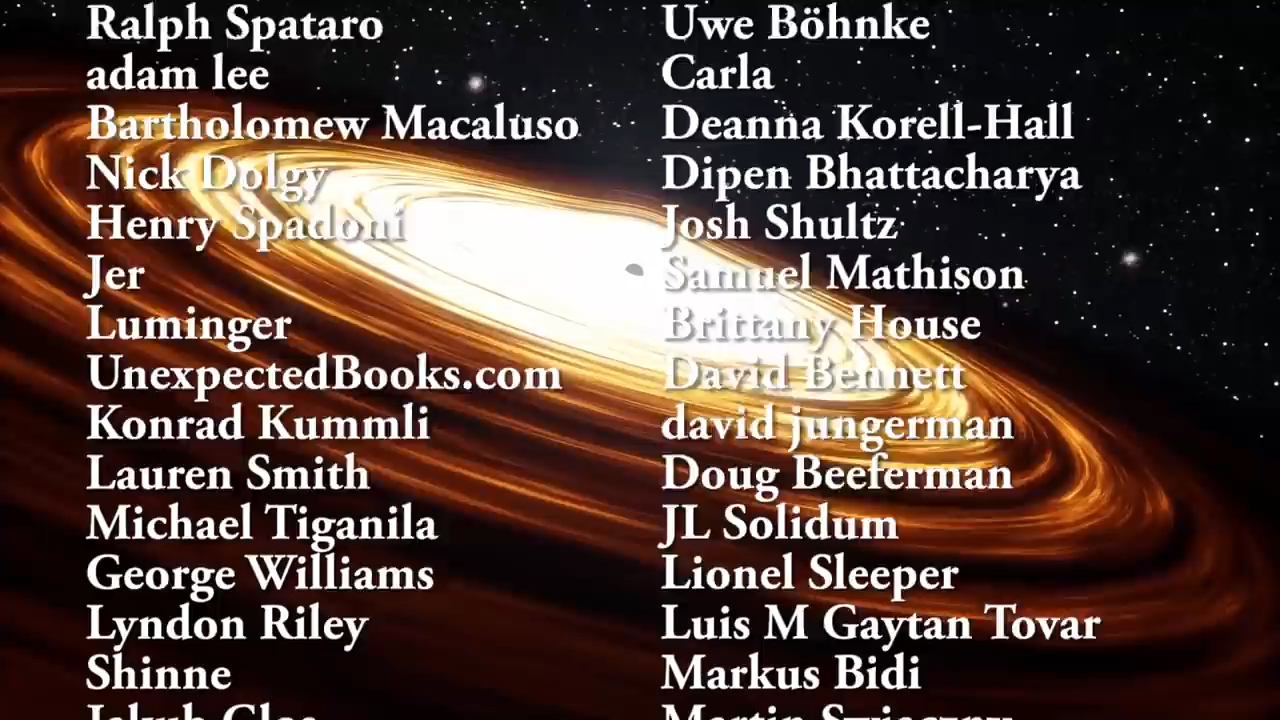 Ralph Spataro
adam lee
Bartholomew Macaluso
Nick Dolgy
Henry Spadoni
Jer
Luminger
UnexpectedBooks.com
Konrad Kummli
Lauren Smith
Michael Tiganila
George Williams
Lyndon Riley
Shinne
Uwe Böhnke
Carla
Deanna Korell-Hall
Dipen Bhattacharya
Josh Shultz
Samuel Mathison
Brittany House
David Bennett
david jungerman
Doug Beeferman
JL Solidum
Lionel Sleeper
Luis M Gaytan Tovar
Markus Bidi